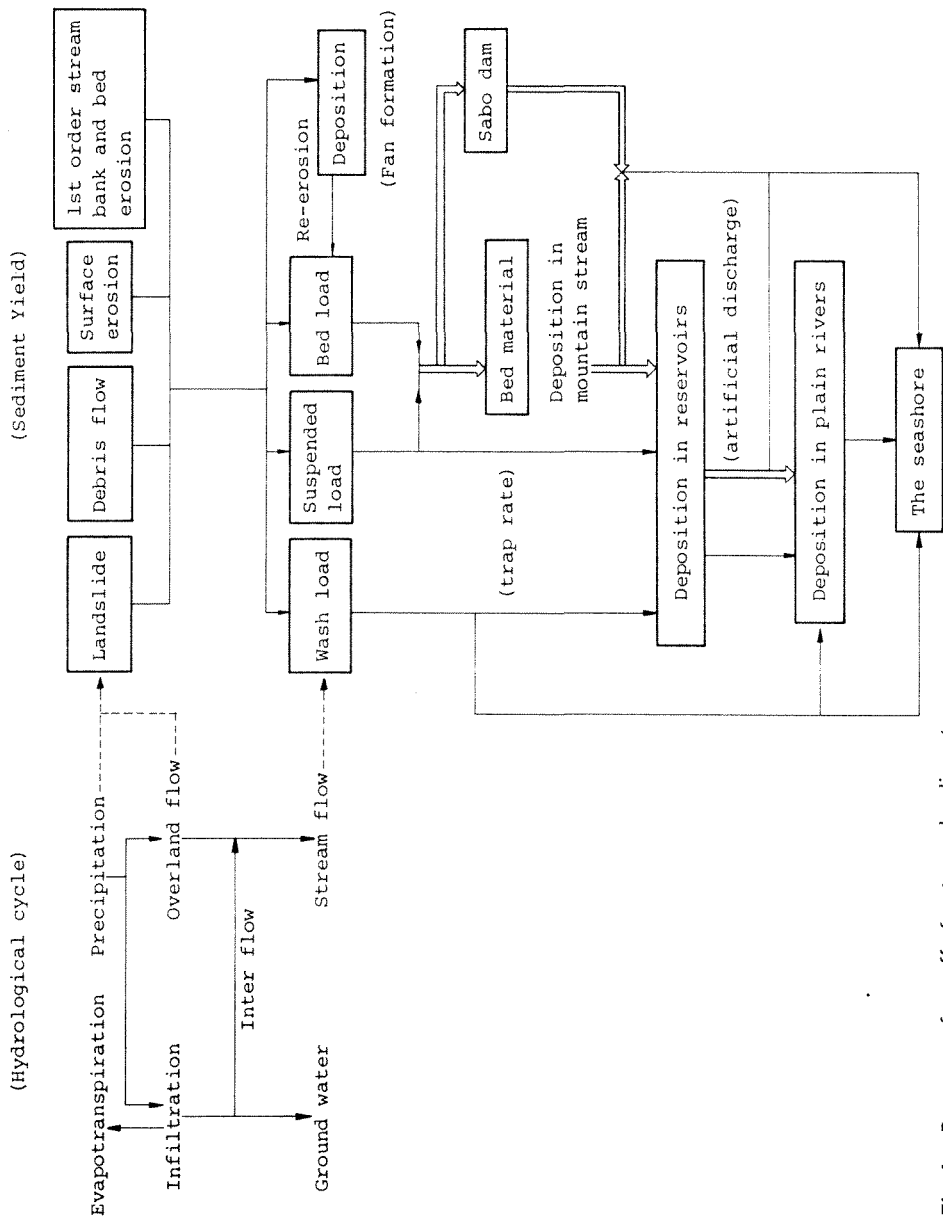 (Hydrological cycle)
(Sediment Yield)
Evapotranspiration
Precipitation
Infiltration
Overland flow
Inter flow
Ground water
Stream flow
Landslide
Debris flow
Surface
erosion
1st order stream
bank and bed
erosion
Wash load
Suspended
load
Bed load
Re-erosion
Deposition
(Fan formation)
(trap rate)
Bed material
Sabo dam
Deposition in
mountain stream
Deposition in reservoirs
(artificial discharge)
Deposition in plain rivers
The seashore